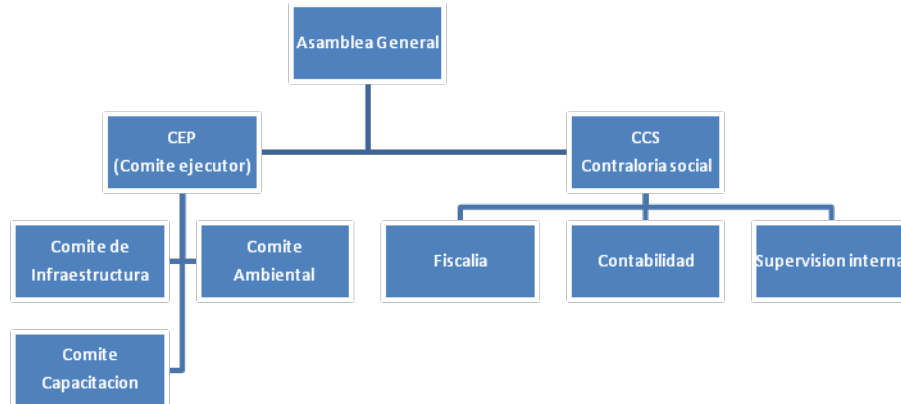 Asamblea General
CEP
(Comite ejecutor)
CCS
Contraloria social
Comite de
Infraestructura
Comite
Ambiental
Fiscalia
Contabilidad
Supervision interna
Comite
Capacitacion